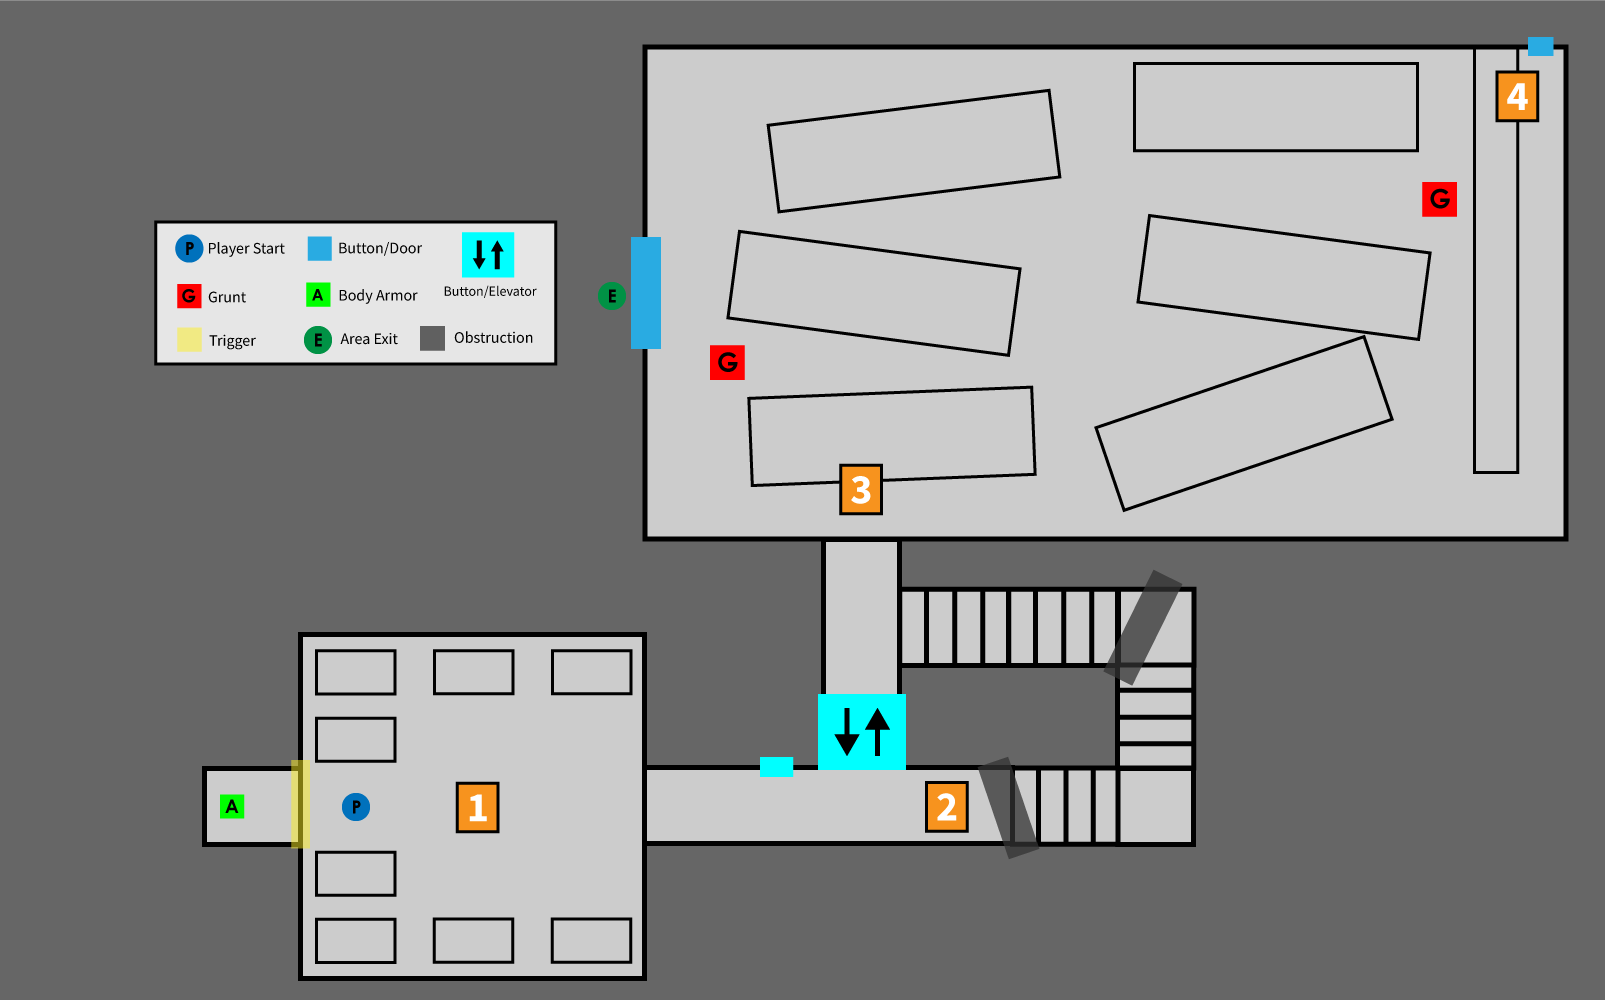 4
G
P Player Start
Button/Door
G Grunt
A Body Armor
Button/Elevator
Trigger
E Area Exit
Obstruction
E
G
3
A
P
1
2